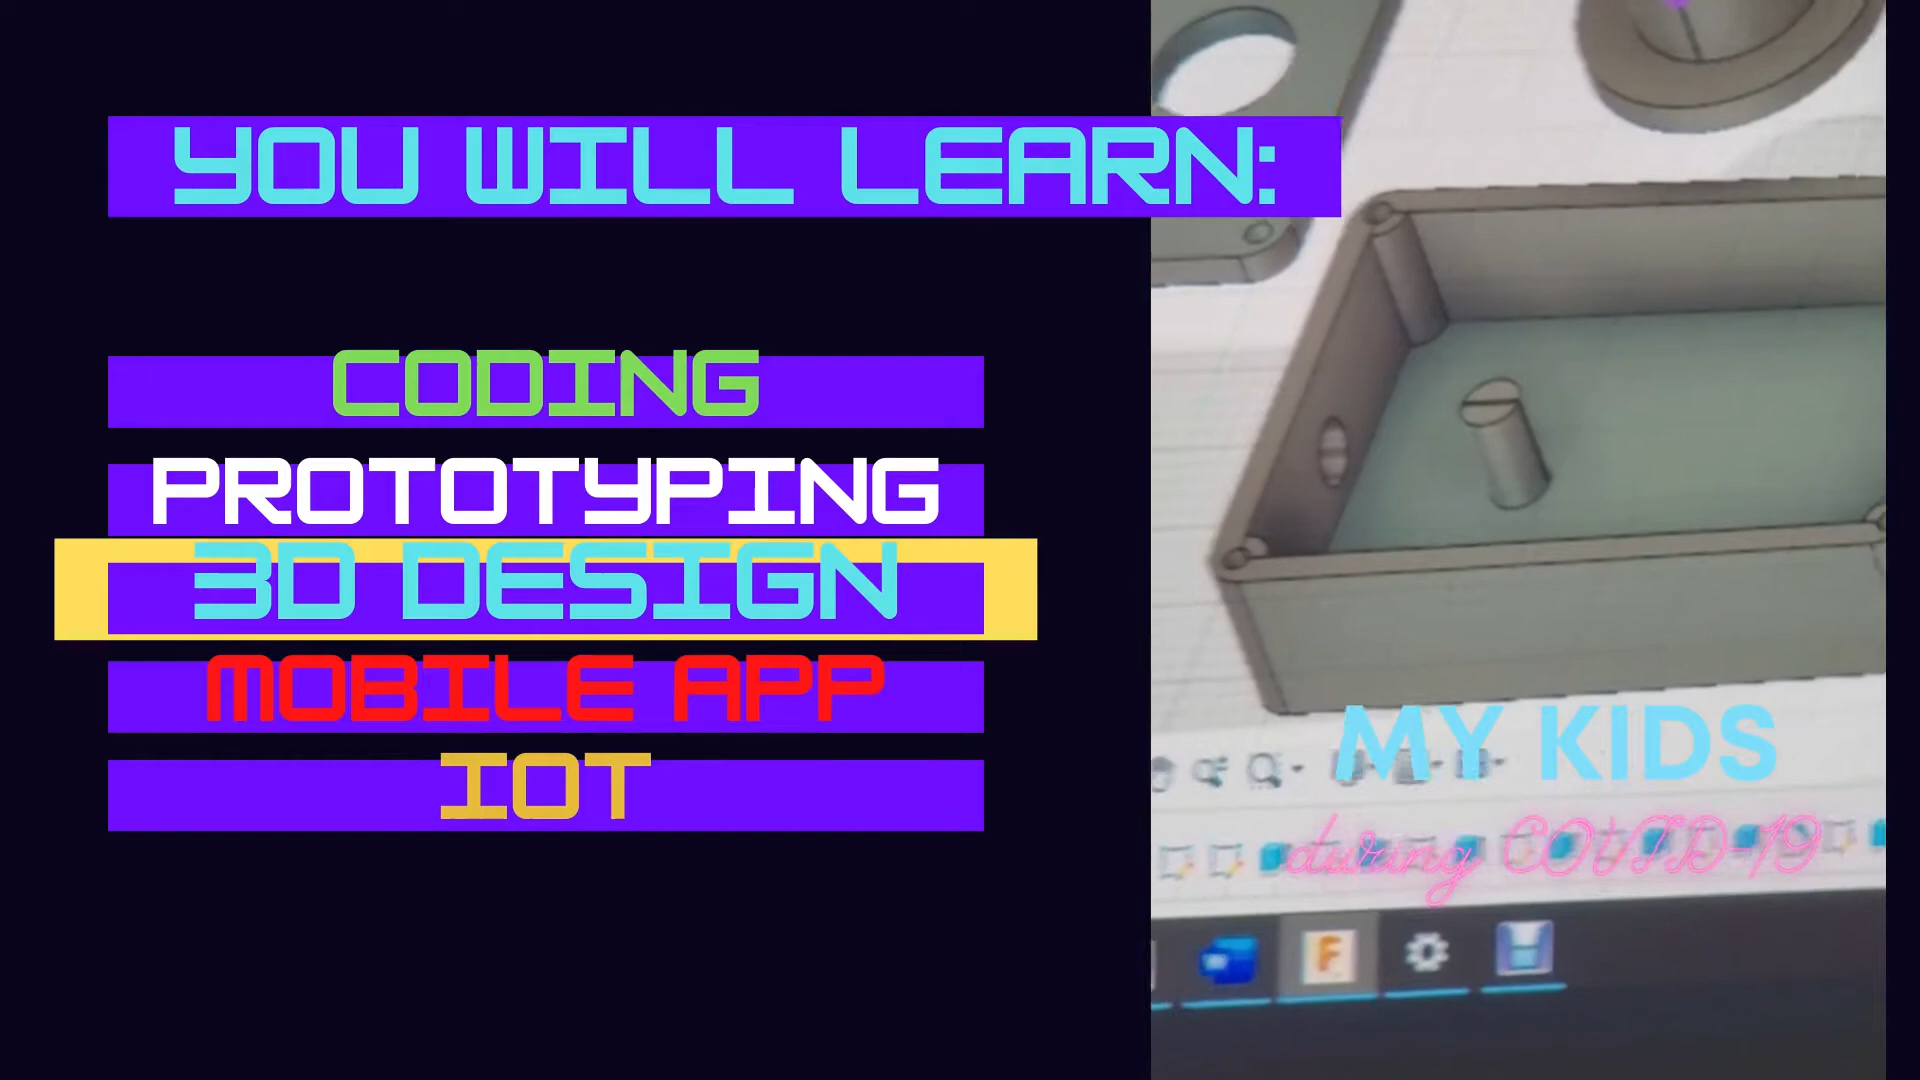 YOU WILL LEARN:
CODING
PROTOTYPING
3D DESIGN
MOBILE APP
IOT
MY KIDS
during COVID-19
F